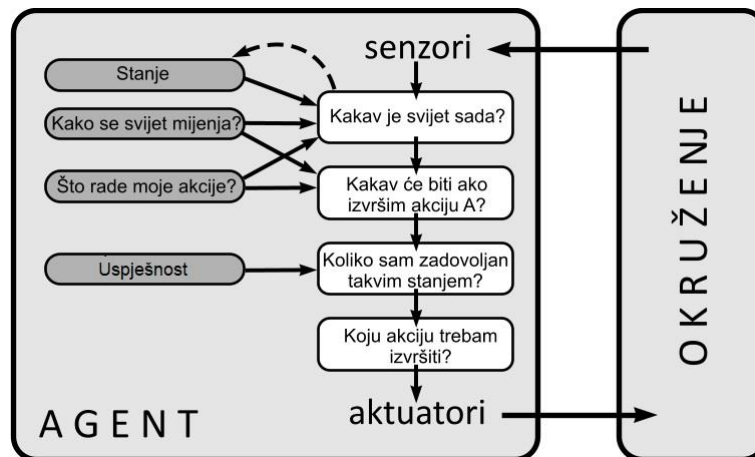 senzori
Stanje
Kako se svijet mijenja?
Kakav je svijet sada?
Što rade moje akcije?
Kakav će biti ako
izvršim akciju A?
Uspješnost
Koliko sam zadovoljan
takvim stanjem?
Koju akciju trebam
izvršiti?
aktuatori
AGENT
OKRUŽENJE